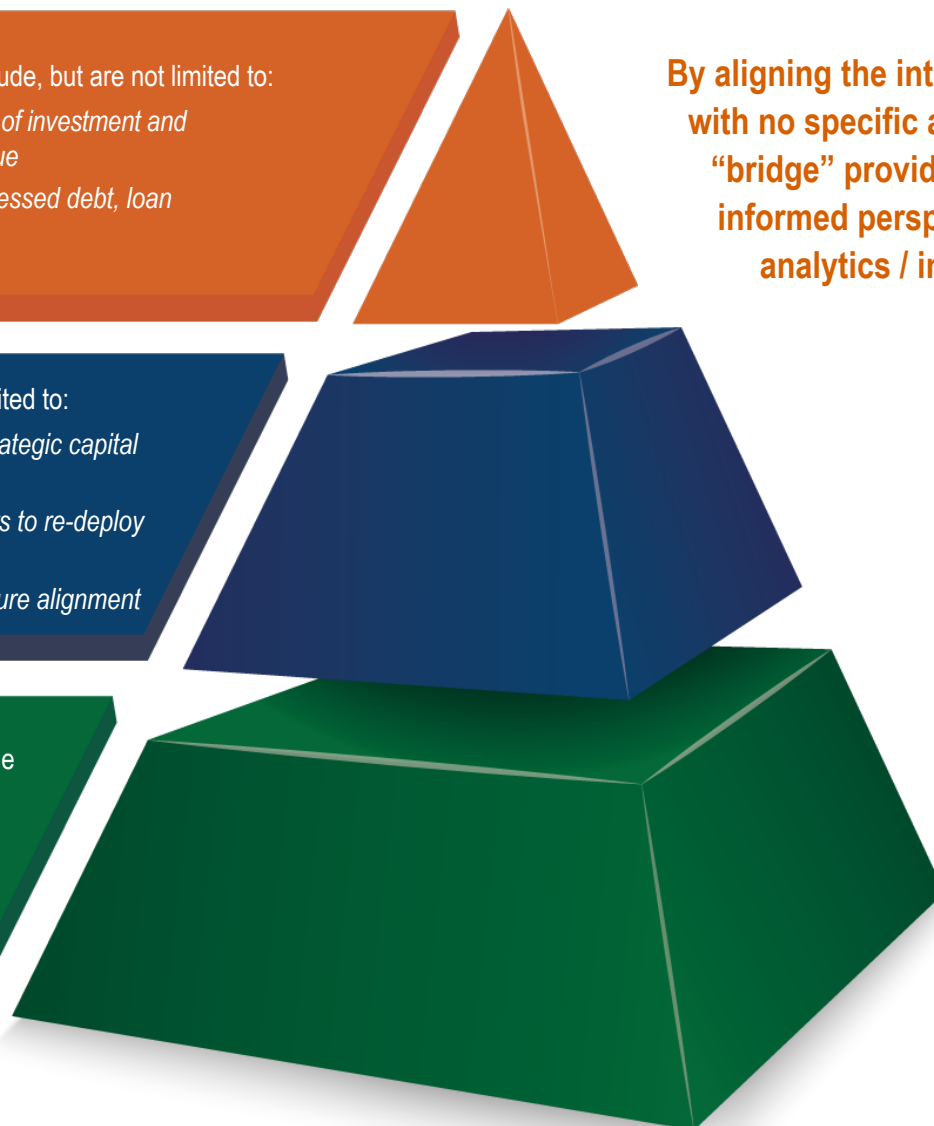 ude, but are not limited to:
of investment and
ue
essed debt, loan
By aligning the int
with no specific a
“bridge” provid
informed persp
analytics / i
ited to:
ategic capital
s to re-deploy
ure alignment
e